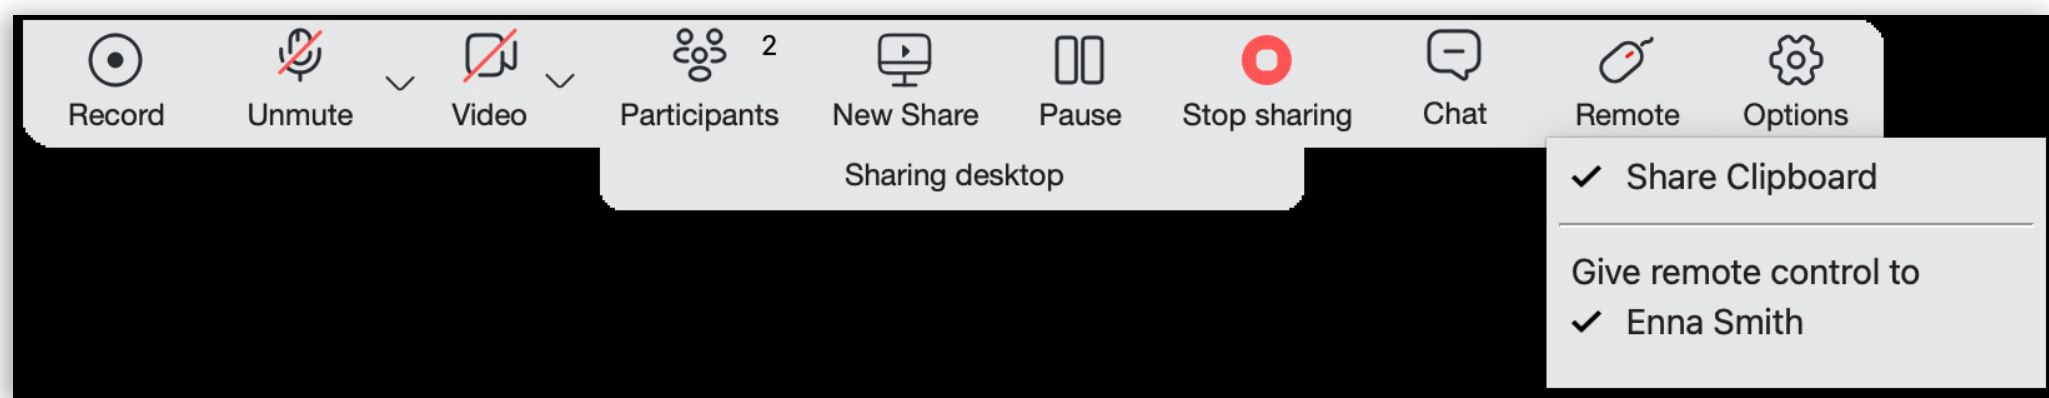 2
Record Unmute Video Participants New Share Pause Stop sharing Chat Remote Options
Sharing desktop
Share Clipboard
Give remote control to
Enna Smith